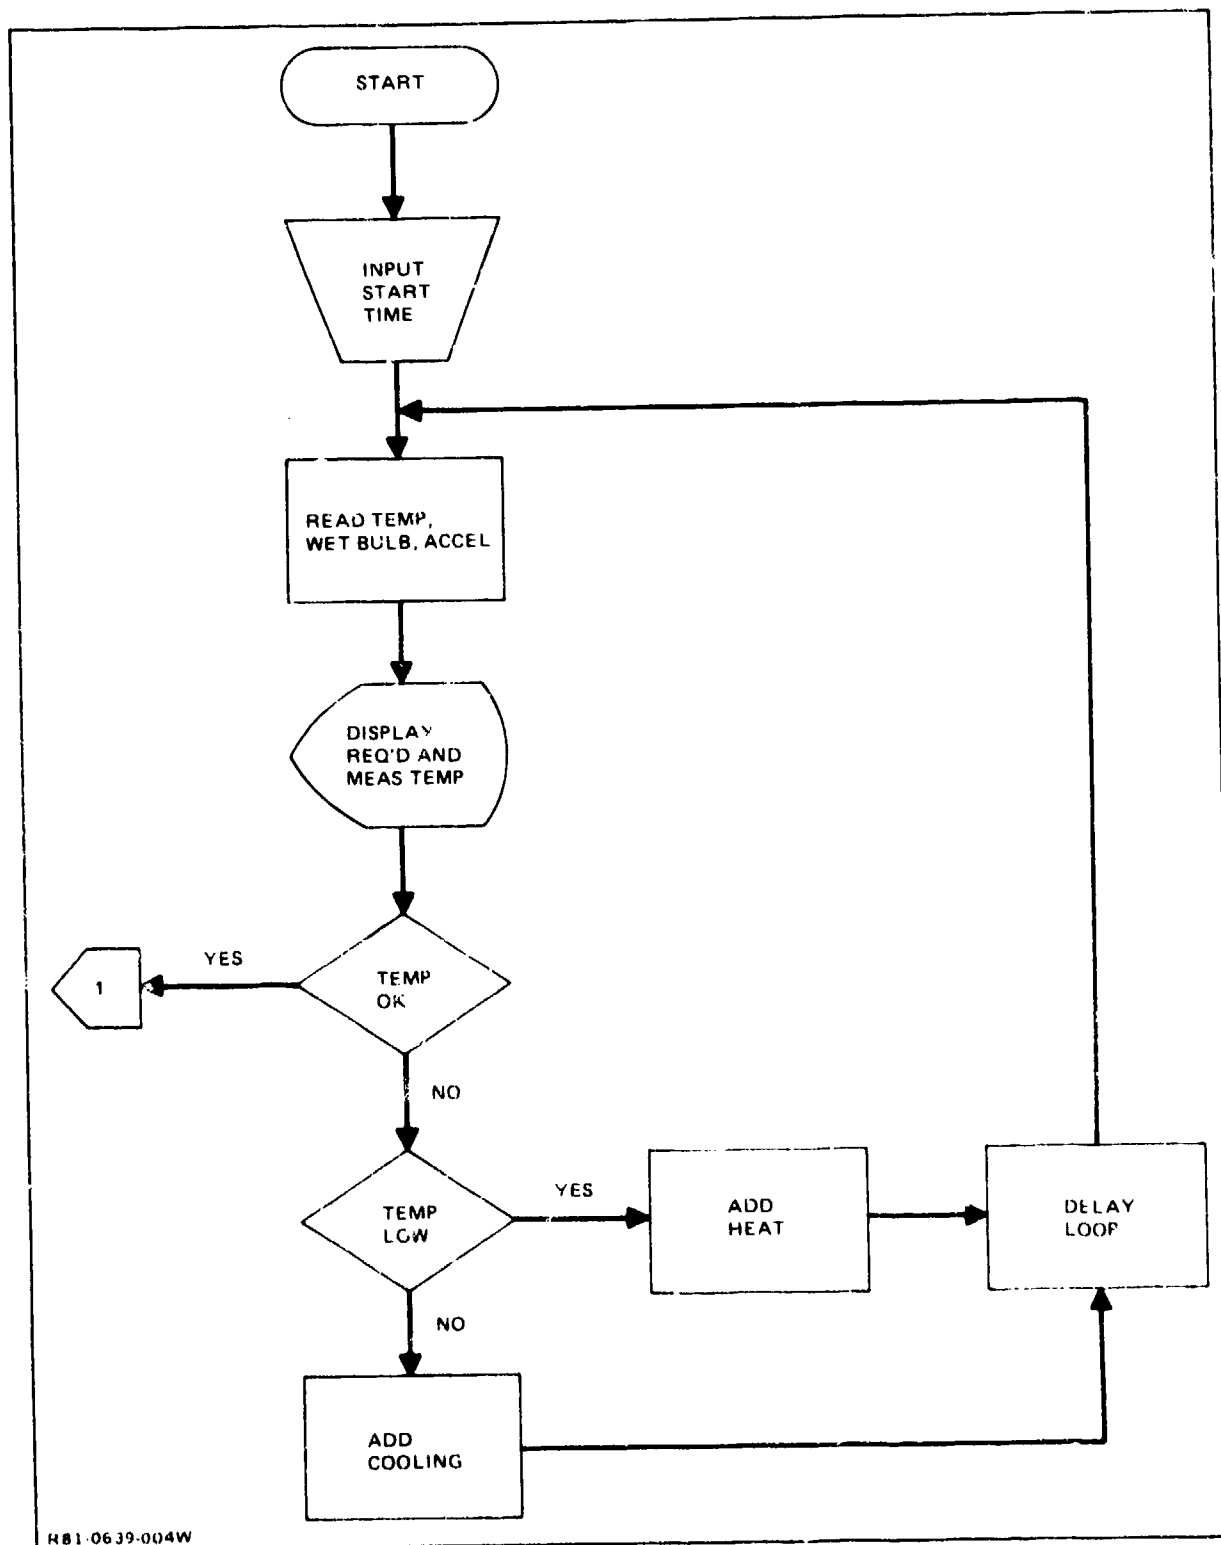 START
INPUT
START
TIME
READ TEMP,
WET BULB, ACCEL
DISPLAY
REQ'D AND
MEAS TEMP
YES
TEMP
OK
1
NO
TEMP
LOW
YES
ADD
HEAT
DELAY
LOOP
NO
ADD
COOLING
R81-0639-004W